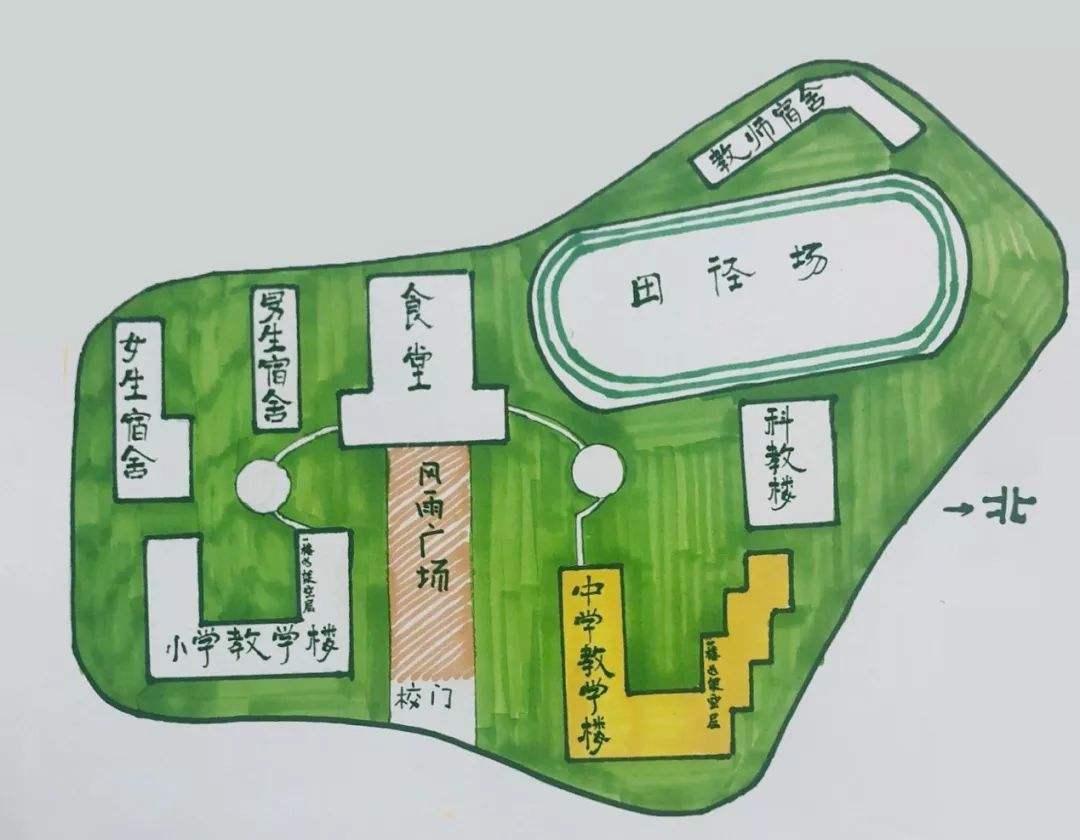 教师宿舍
田径场
男生宿舍
食堂
女生宿舍
科教楼
风雨广场
北
一楼为架空层
小学教学楼
中学教学楼
一楼为架空层
校门